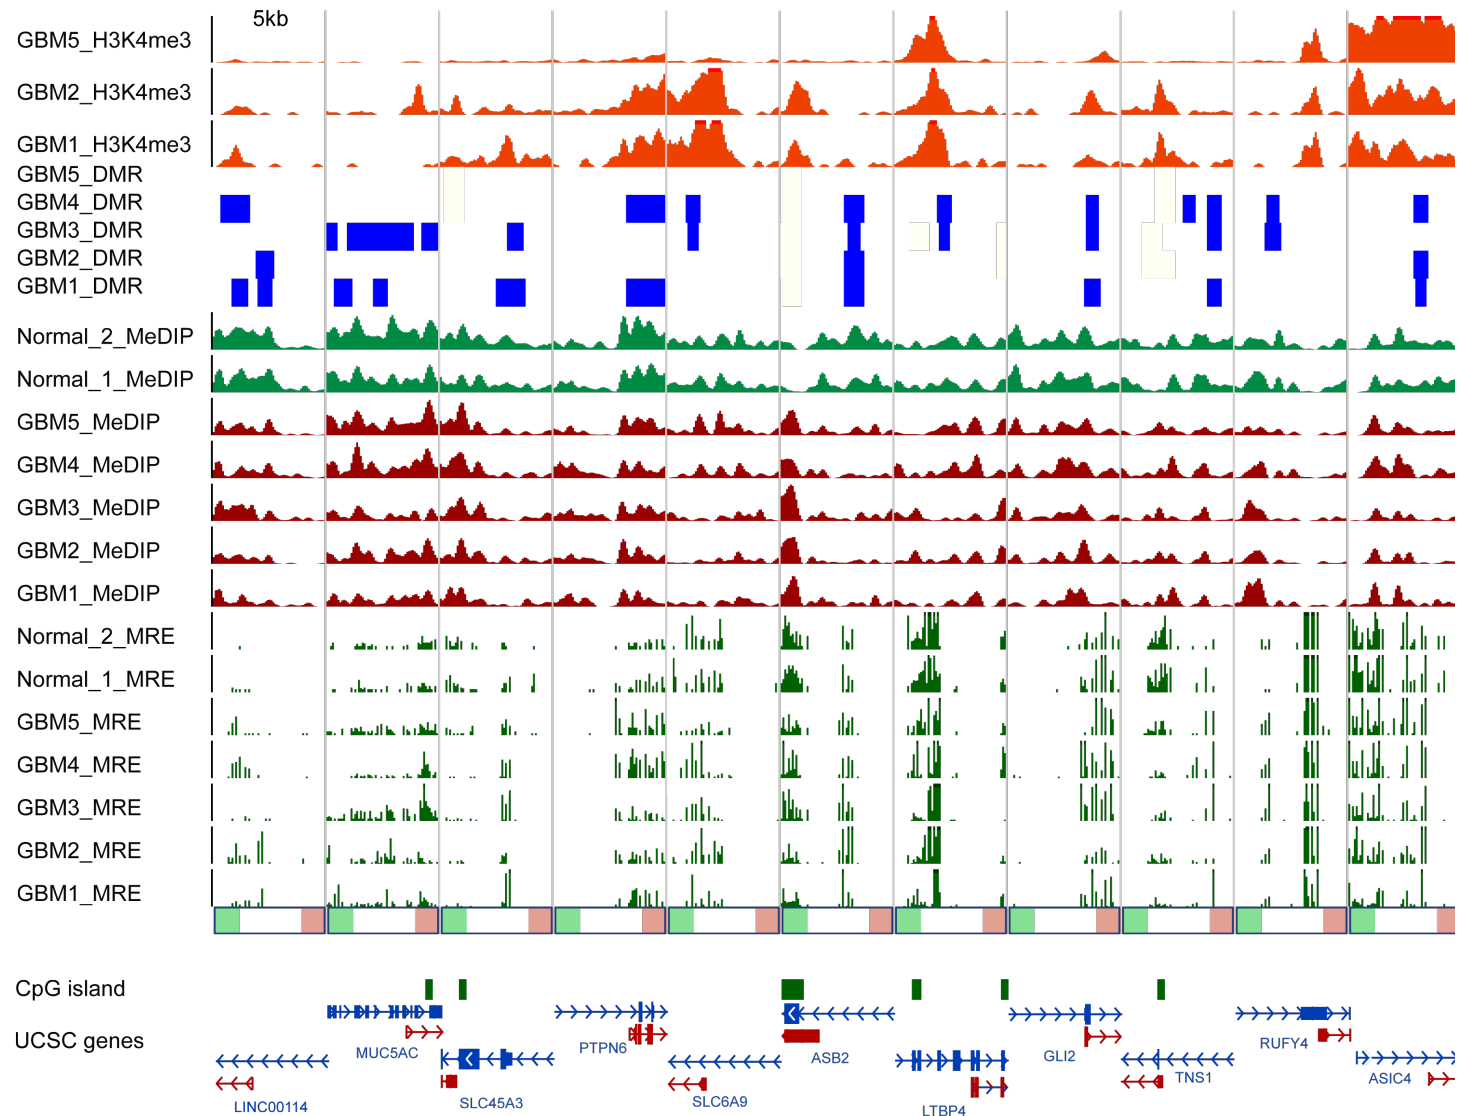 5kb
GBM5_H3K4me3
GBM2_H3K4me3
GBM1_H3K4me3
GBM5_DMR
GBM4_DMR
GBM3_DMR
GBM2_DMR
GBM1_DMR
Normal_2_MeDIP
Normal_1_MeDIP
GBM5_MeDIP
GBM4_MeDIP
GBM3_MeDIP
GBM2_MeDIP
GBM1_MeDIP
Normal_2_MRE
Normal_1_MRE
GBM5_MRE
GBM4_MRE
GBM3_MRE
GBM2_MRE
GBM1_MRE
CpG island
UCSC genes
LINC00114
MUC5AC
SLC45A3
PTPN6
SLC6A9
ASB2
LTBP4
GLI2
TNS1
RUFY4
ASIC4